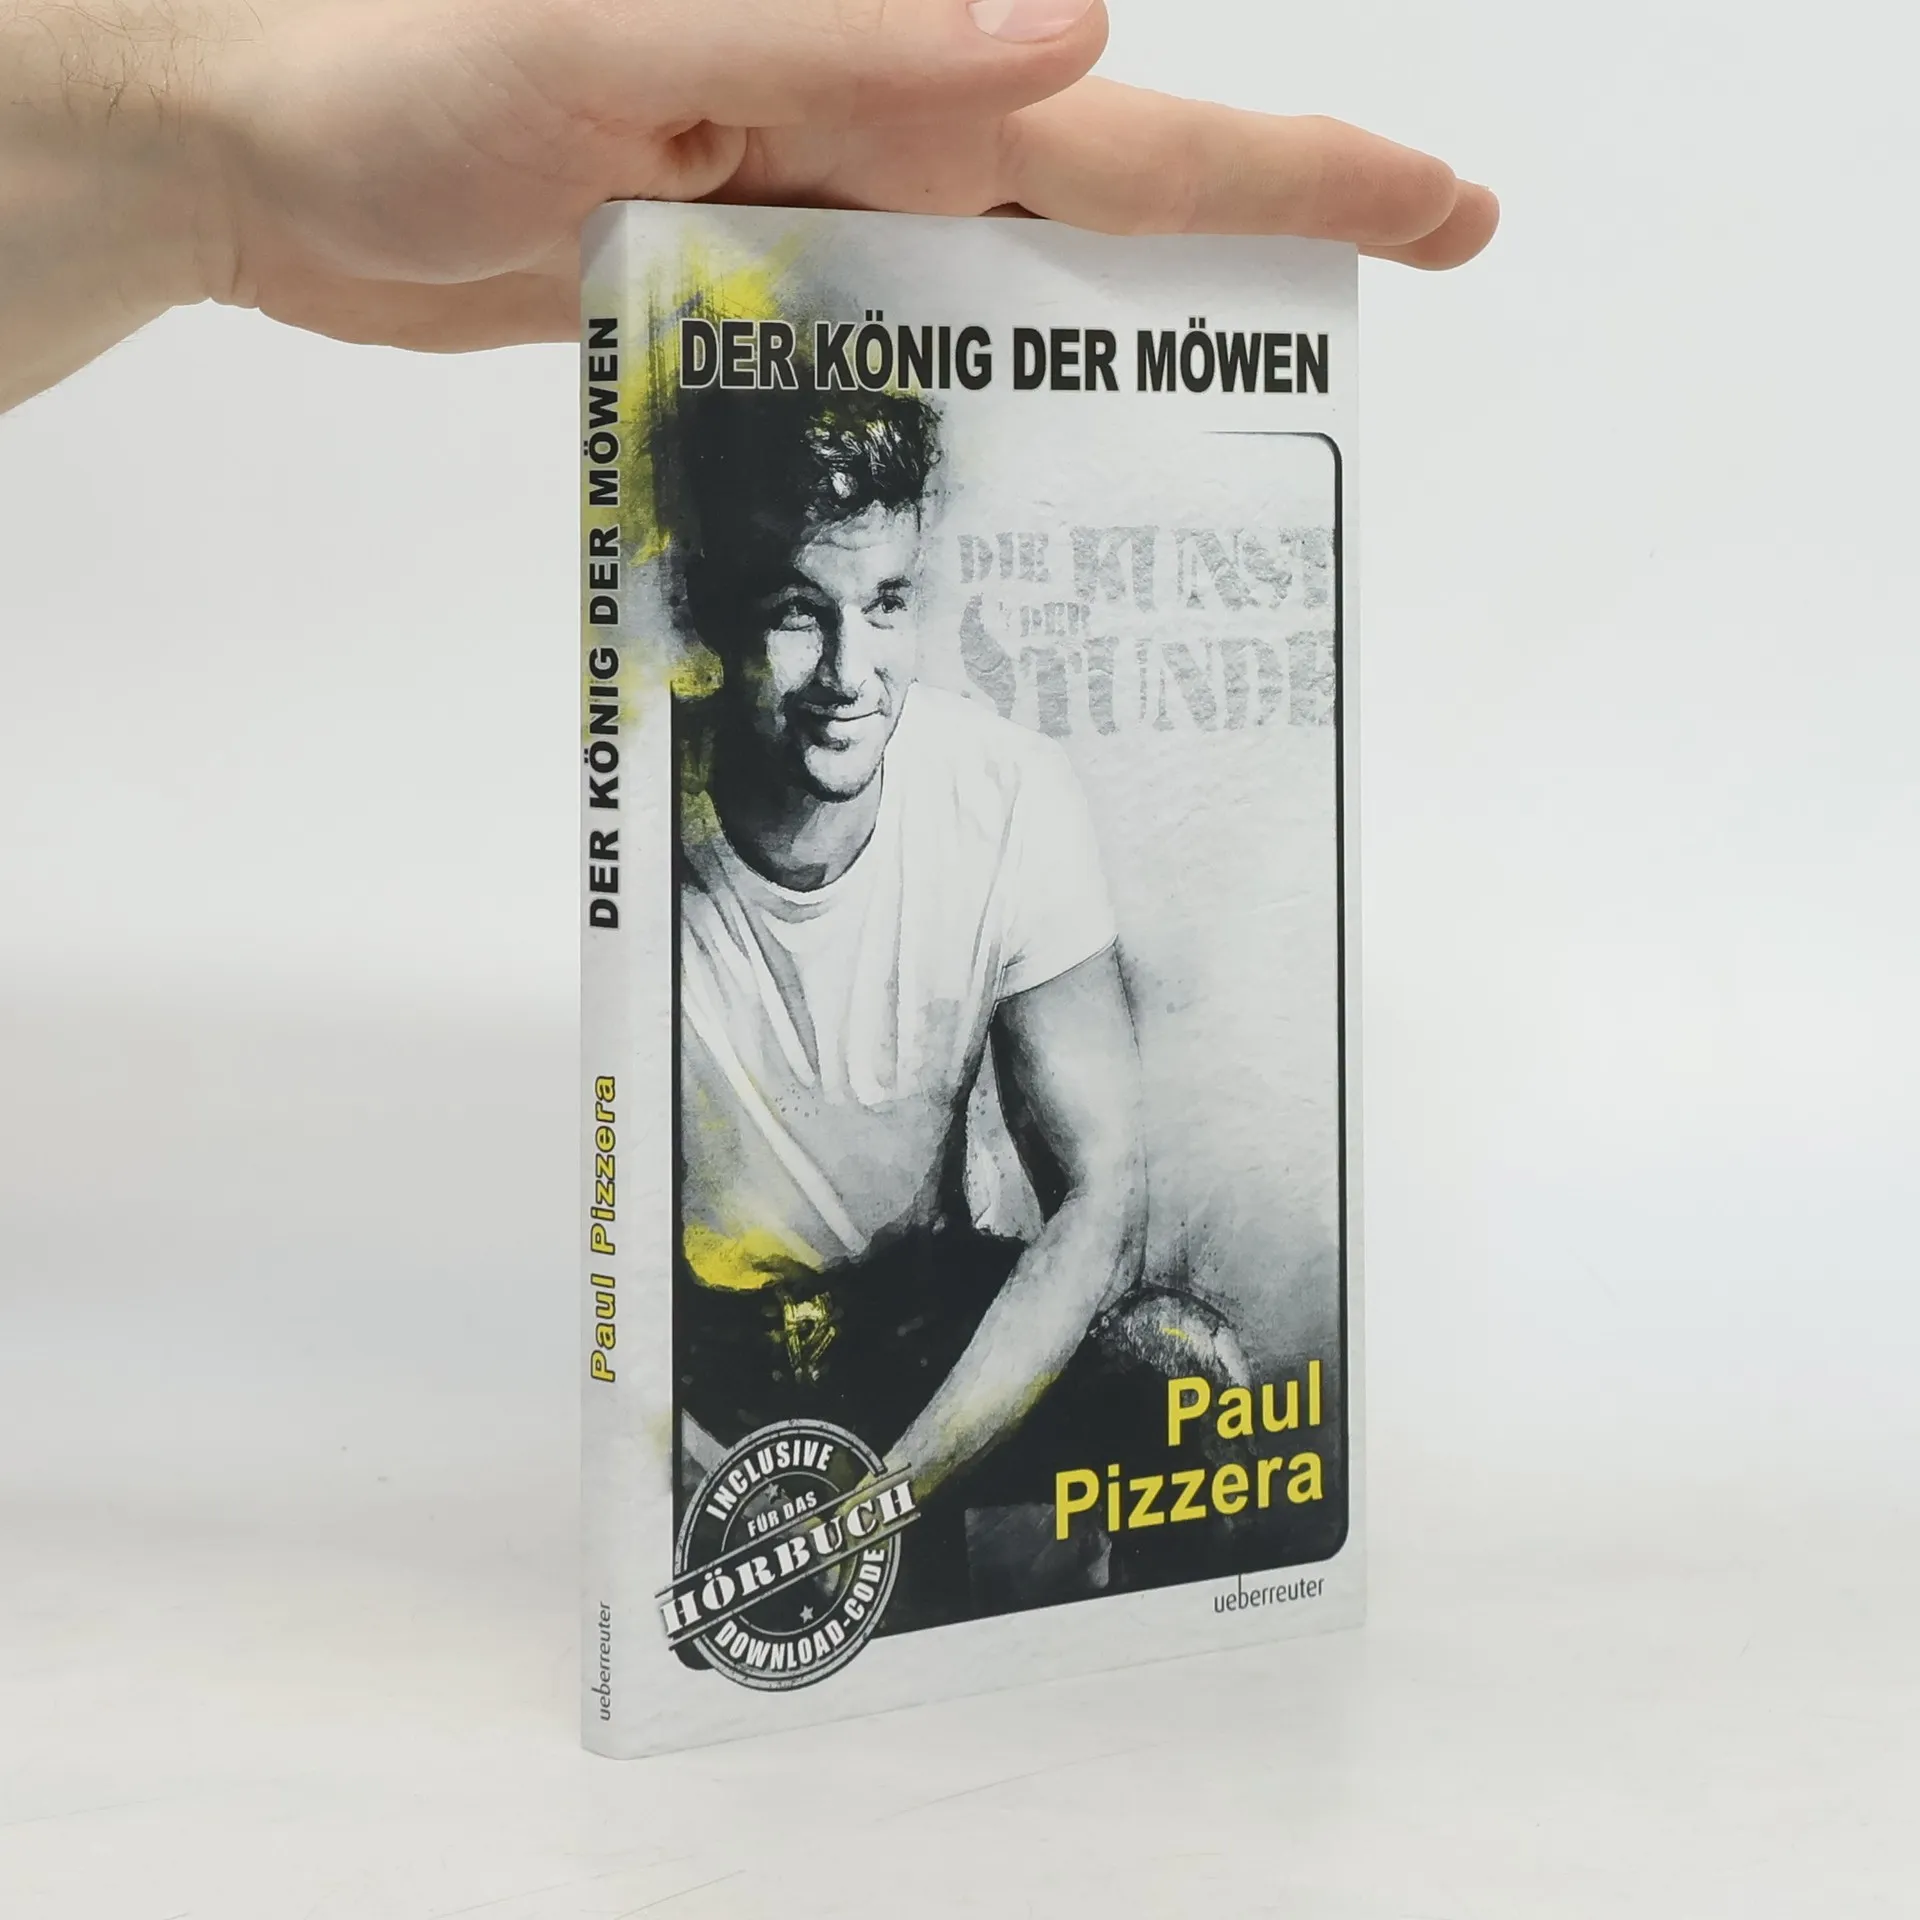 DER KÖNIG DER MÖWEN
Paul Pizzera
ueberreuter
DER KÖNIG DER MÖWEN
DIE KUNST
DER
STUNDE
Paul
Pizzera
INCLUSIVE
FÜR DAS
HÖRBUCH
DOWNLOAD-CODE
ueberreuter